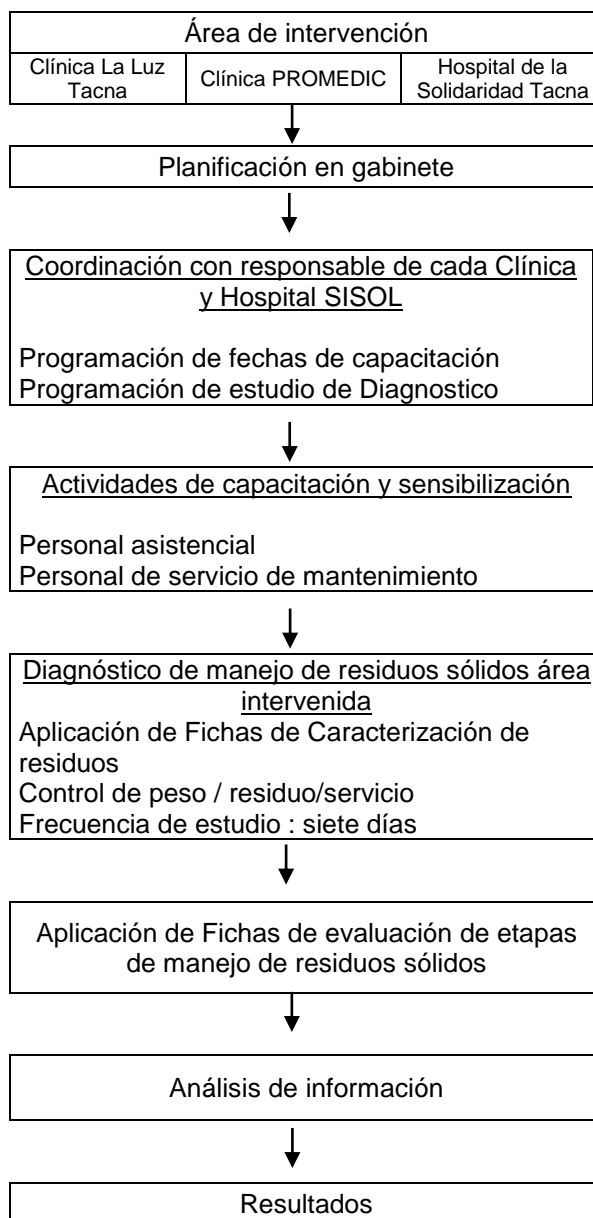 Área de intervención
Clínica La Luz
Tacna
Clínica PROMEDIC
Hospital de la
Solidaridad Tacna
Planificación en gabinete
Coordinación con responsable de cada Clínica
y Hospital SISOL
Programación de fechas de capacitación
Programación de estudio de Diagnostico
Actividades de capacitación y sensibilización
Personal asistencial
Personal de servicio de mantenimiento
Diagnóstico de manejo de residuos sólidos área
intervenida
Aplicación de Fichas de Caracterización de
residuos
Control de peso / residuo/servicio
Frecuencia de estudio : siete días
Aplicación de Fichas de evaluación de etapas
de manejo de residuos sólidos
Análisis de información
Resultados